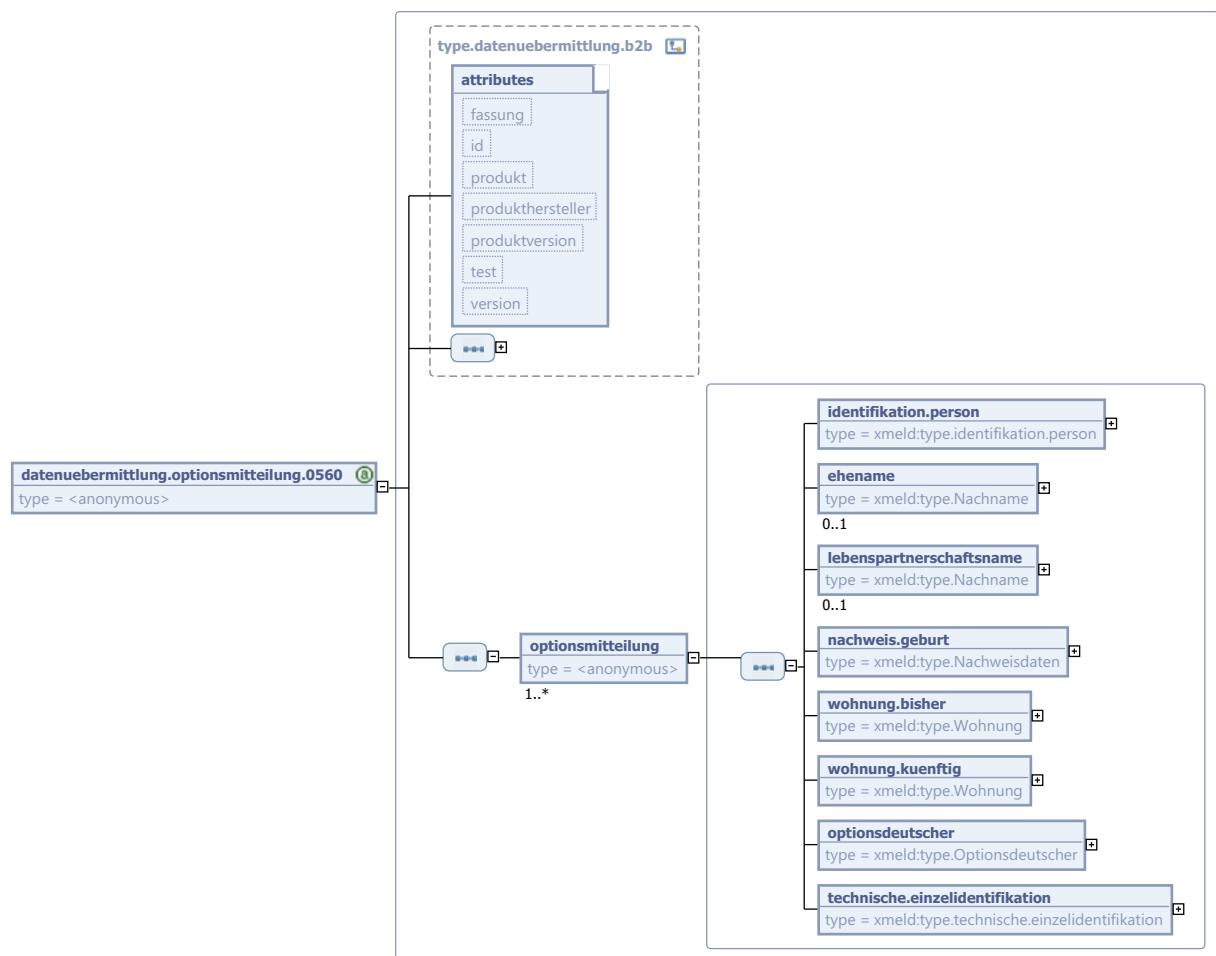 type.datenuebermittlung.b2b
attributes
fassung
id
produkt
produkthersteller
produktversion
test
version
datenuebermittlung.optionsmitteilung.0560 a
type = <anonymous>
optionsmitteilung
type = <anonymous>
1..*
identifikation.person
type = xmeld:type.identifikation.person
ehename
type = xmeld:type.Nachname
0..1
lebenspartnerschaftsname
type = xmeld:type.Nachname
0..1
nachweis.geburt
type = xmeld:type.Nachweisdaten
wohnung.bisher
type = xmeld:type.Wohnung
wohnung.kuenftig
type = xmeld:type.Wohnung
optionsdeutscher
type = xmeld:type.Optionsdeutscher
technische.einzelidentifikation
type = xmeld:type.technische.einzelidentifikation